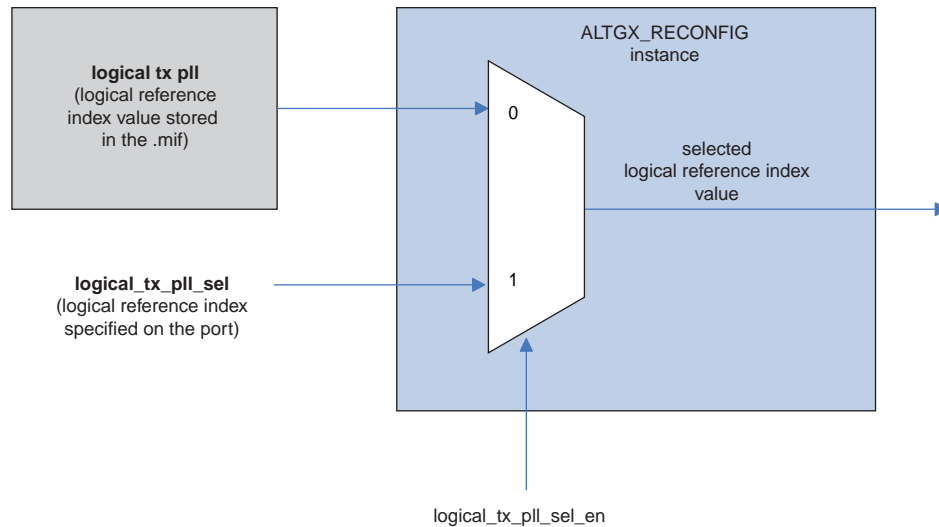 logical tx pll
(logical reference
index value stored
in the .mif)
ALTGX_RECONFIG
instance
0
selected
logical reference index
value
logical_tx_pll_sel
(logical reference index
specified on the port)
1
logical_tx_pll_sel_en